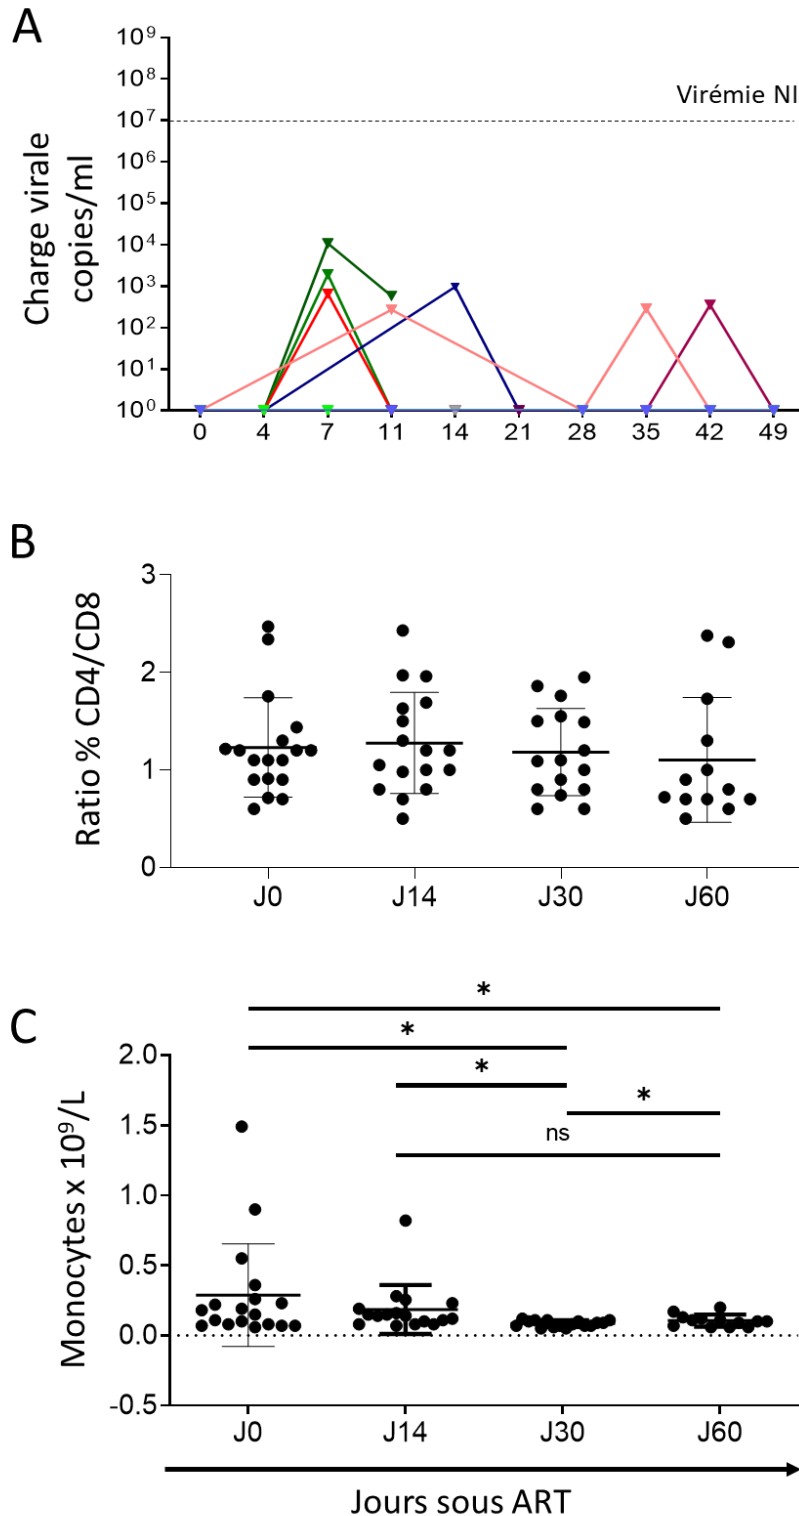 A
10⁹
10⁸
Virémie NI
10⁷
10⁶
10⁵
10⁴
10³
10²
10¹
10⁰
Charge virale
copies/ml
0 4 7 11 14 21 28 35 42 49
B
3
2
1
0
Ratio % CD4/CD8
J0 J14 J30 J60
C
*
*
*
*
ns
2.0
1.5
1.0
0.5
0.0
-0.5
Monocytes x 10⁹/L
J0 J14 J30 J60
Jours sous ART